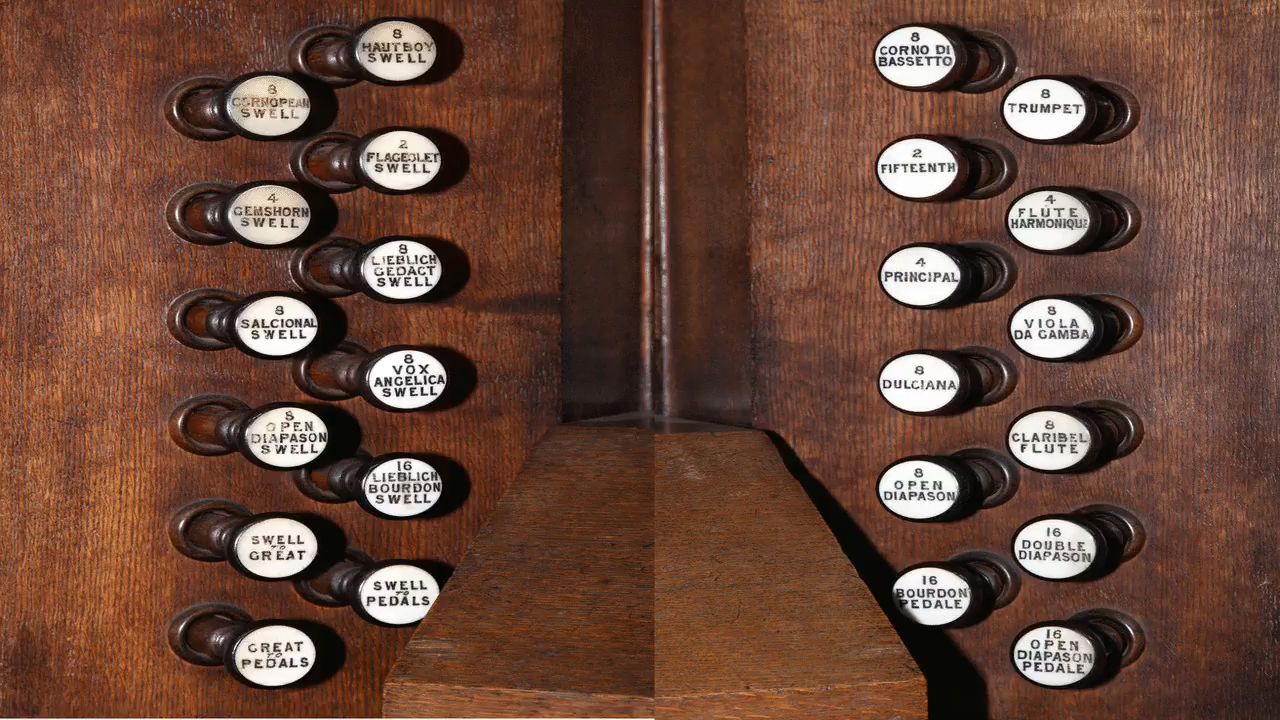 8
HAUTBOY
SWELL
8
CORNOPEAN
SWELL
2
FLAGEOLET
SWELL
4
GEMSHORN
SWELL
8
LIEBLICH
GEDACT
SWELL
8
SALCIONAL
SWELL
8
VOX
ANGELICA
SWELL
8
OPEN
DIAPASON
SWELL
16
LIEBLICH
BOURDON
SWELL
SWELL
TO
GREAT
SWELL
TO
PEDALS
GREAT
TO
PEDALS
8
CORNO DI
BASSETTO
8
TRUMPET
2
FIFTEENTH
4
FLUTE
HARMONIQUE
4
PRINCIPAL
8
VIOLA
DA GAMBA
8
DULCIANA
8
CLARIBEL
FLUTE
8
OPEN
DIAPASON
16
DOUBLE
DIAPASON
16
BOURDON
PEDALE
16
OPEN
DIAPASON
PEDALE